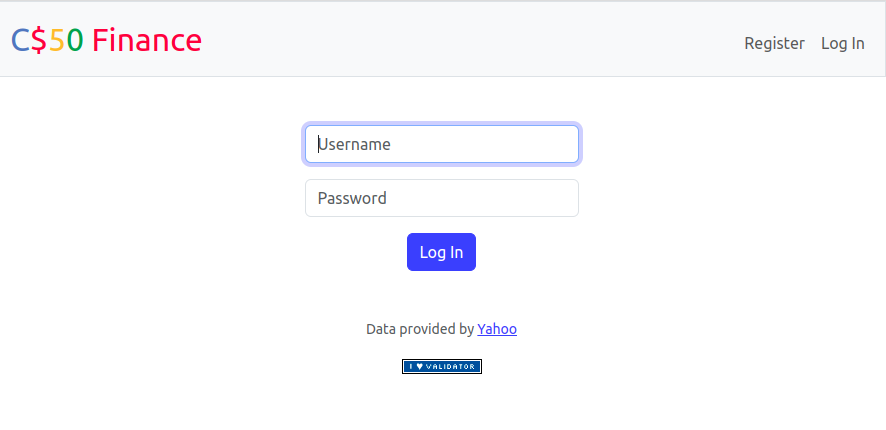 C$50 Finance
Register Log In
Username
Password
Log In
Data provided by Yahoo
I ♥ VALIDATOR